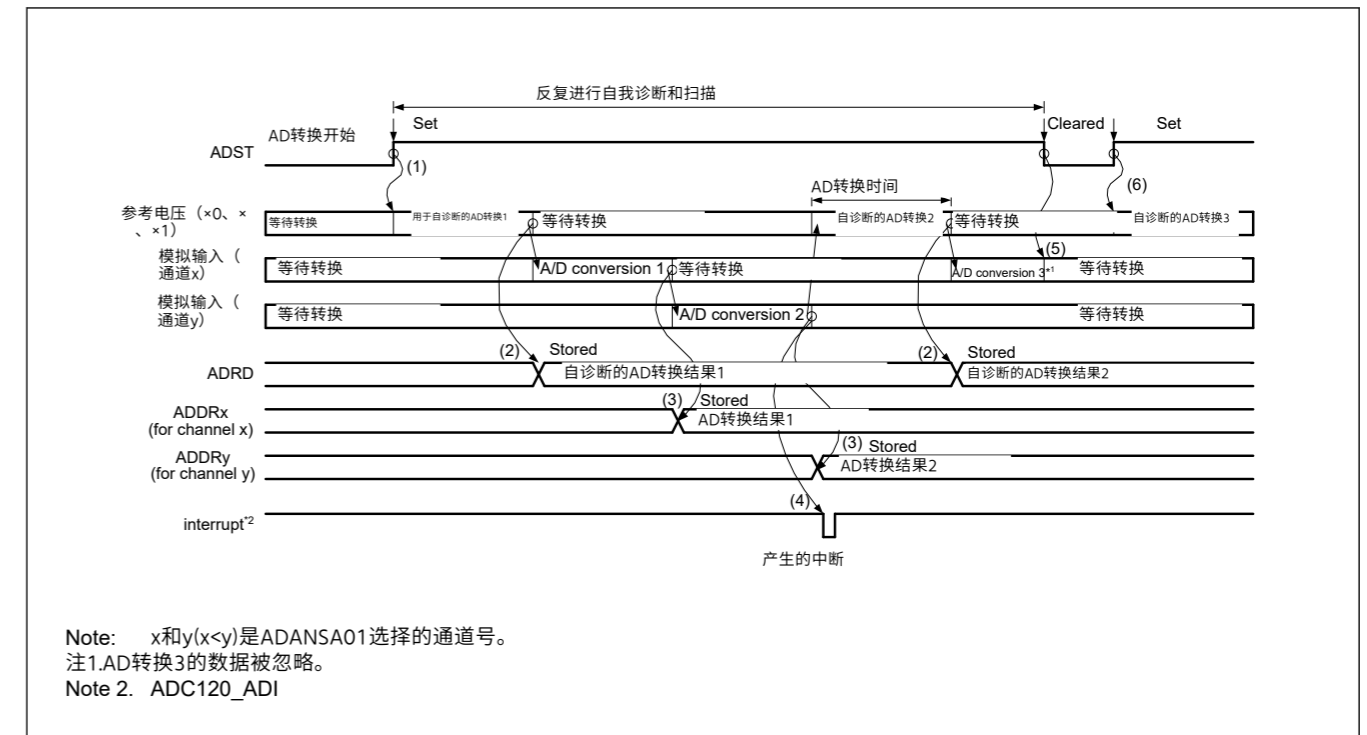 反复进行自我诊断和扫描
AD转换开始
Set
Cleared
Set
ADST
(1)
AD转换时间
(6)
参考电压（×0、×
、×1）
等待转换
用于自诊断的AD转换1
等待转换
自诊断的AD转换2
等待转换
自诊断的AD转换3
模拟输入（
通道x）
等待转换
A/D conversion 1
等待转换
(5)
A/D conversion 3*1
等待转换
模拟输入（
通道y）
等待转换
A/D conversion 2
等待转换
(2)
Stored
(2)
Stored
ADRD
自诊断的AD转换结果1
自诊断的AD转换结果2
ADDRx
(for channel x)
(3)
Stored
AD转换结果1
ADDRy
(for channel y)
(3)
Stored
AD转换结果2
interrupt*2
(4)
产生的中断
Note: x和y(x<y)是ADANSA01选择的通道号。
注1.AD转换3的数据被忽略。
Note 2. ADC120_ADI